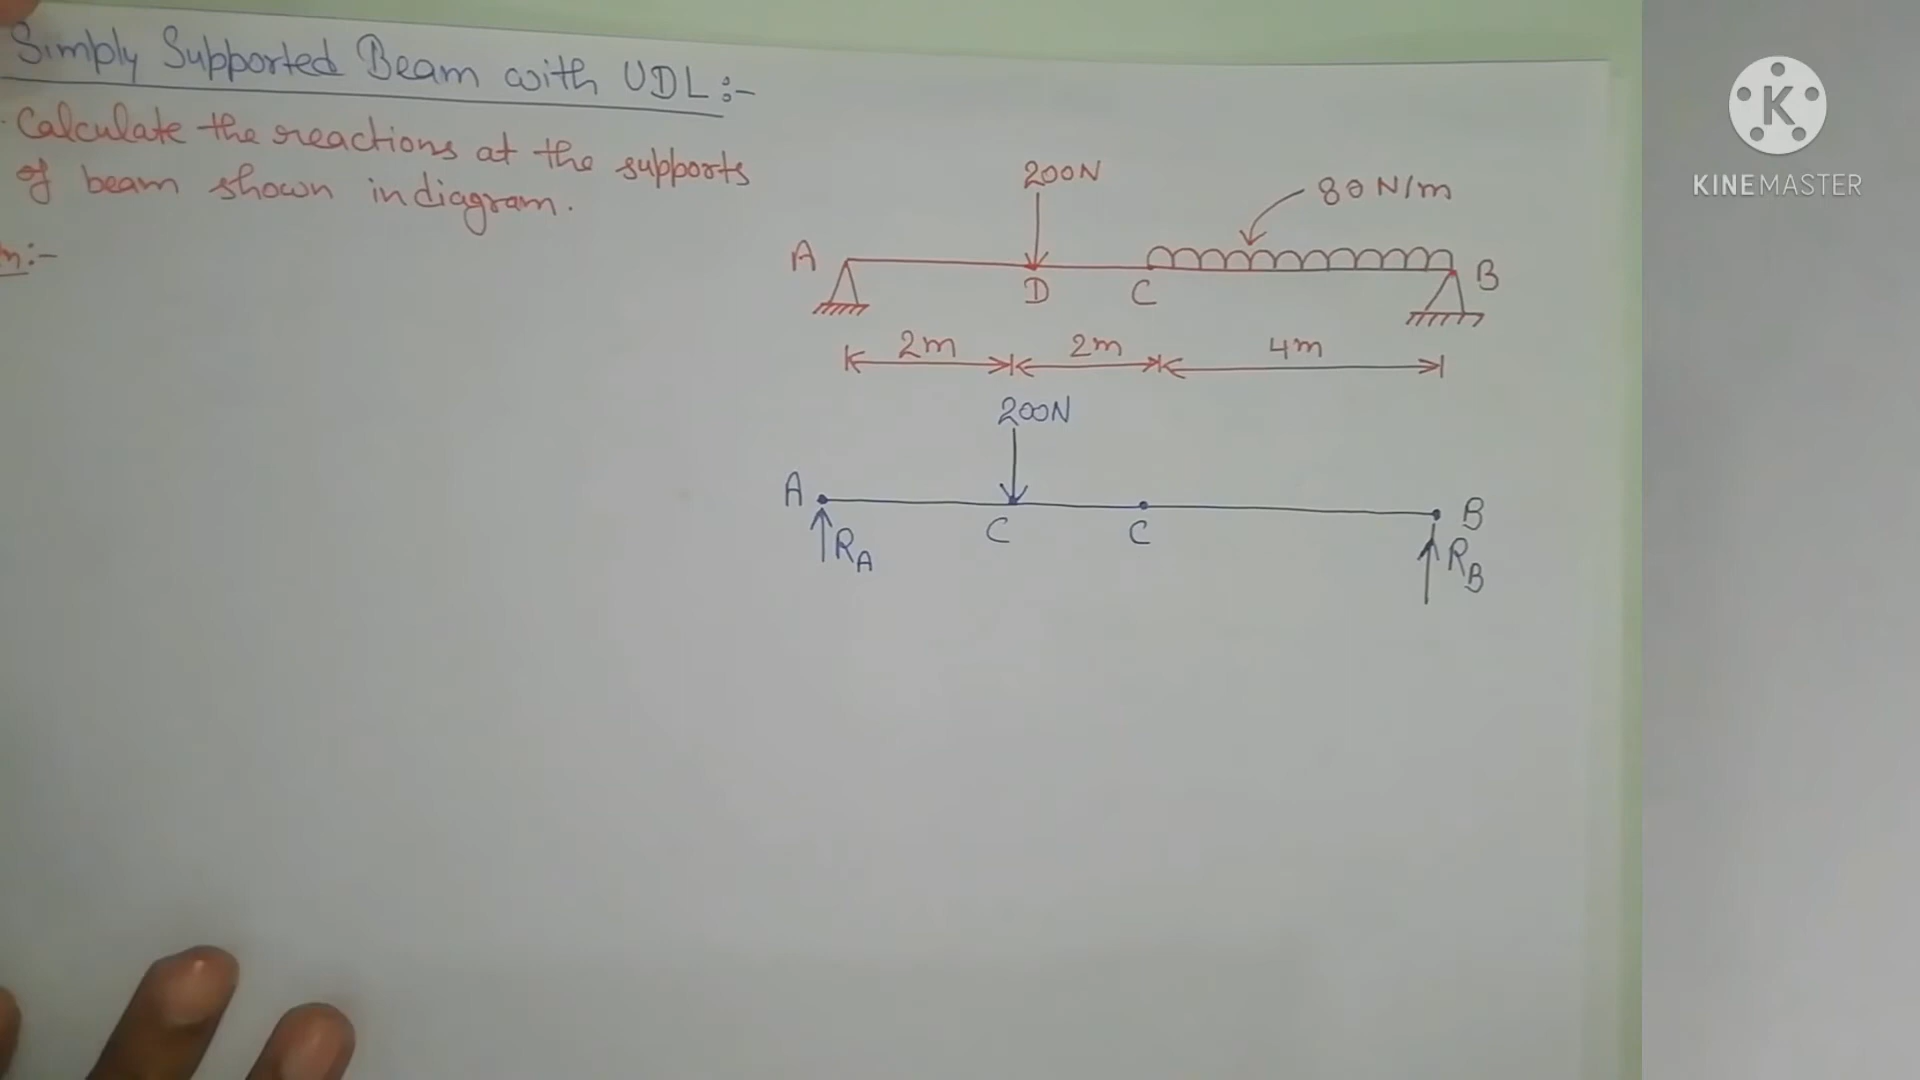 Simply Supported Beam with UDL:-
Calculate the reactions at the supports
of beam shown in diagram.
n:-
200N
80 N/m
A
D
C
B
2m
2m
4m
200N
A
C
C
B
RA
RB
K
KINEMASTER